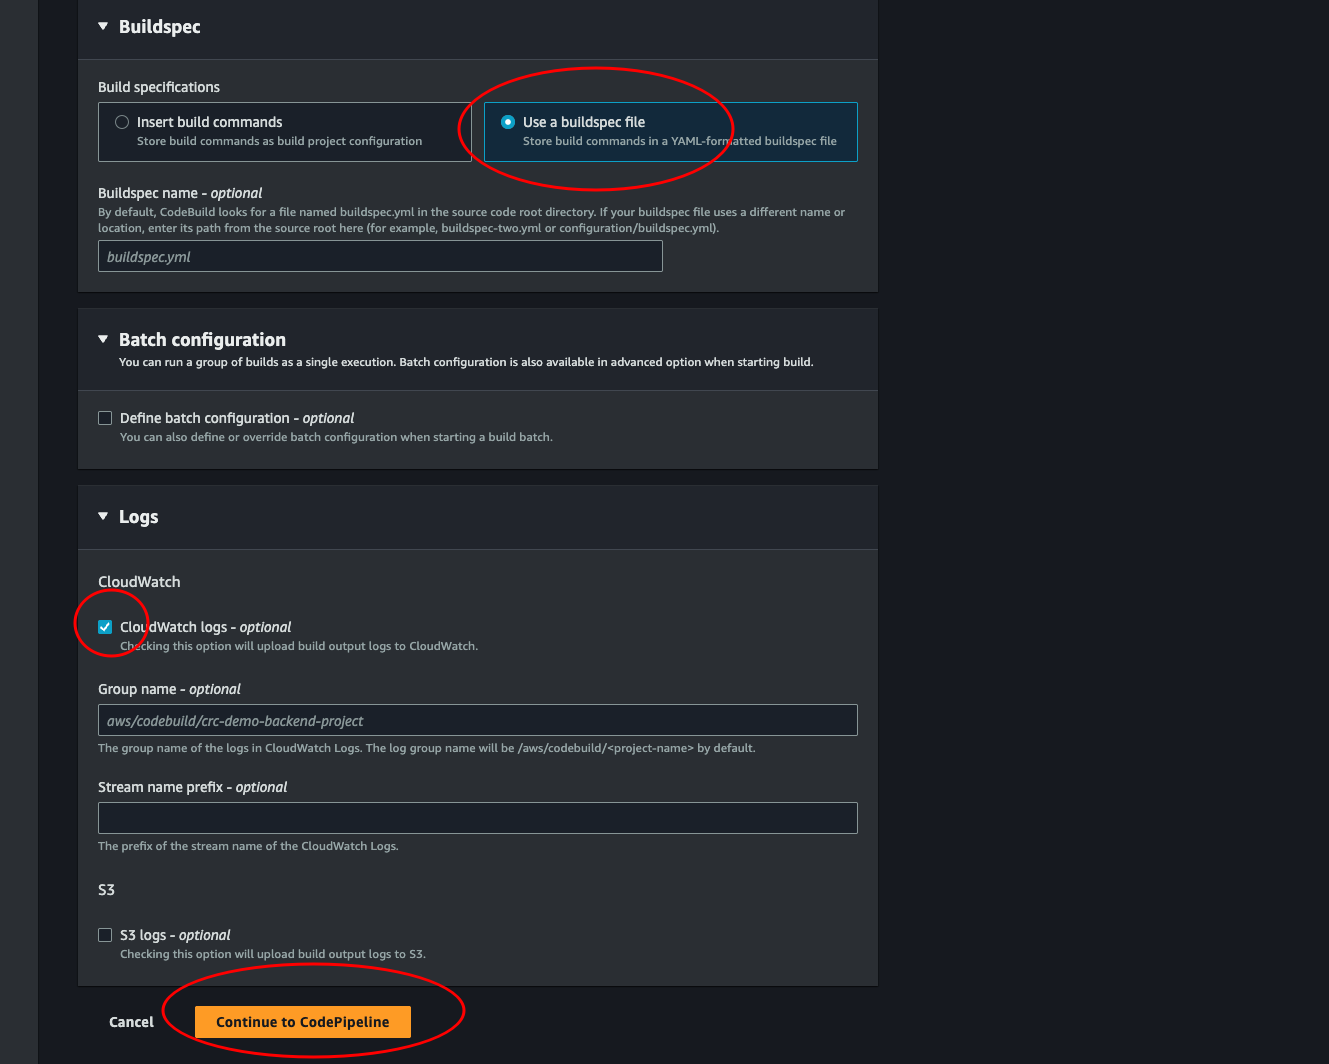 Buildspec
Build specifications
Insert build commands
Store build commands as build project configuration
Use a buildspec file
Store build commands in a YAML-formatted buildspec file
Buildspec name - optional
By default, CodeBuild looks for a file named buildspec.yml in the source code root directory. If your buildspec file uses a different name or
location, enter its path from the source root here (for example, buildspec-two.yml or configuration/buildspec.yml).
buildspec.yml
Batch configuration
You can run a group of builds as a single execution. Batch configuration is also available in advanced option when starting build.
Define batch configuration - optional
You can also define or override batch configuration when starting a build batch.
Logs
CloudWatch
CloudWatch logs - optional
Checking this option will upload build output logs to CloudWatch.
Group name - optional
aws/codebuild/crc-demo-backend-project
The group name of the logs in CloudWatch Logs. The log group name will be /aws/codebuild/<project-name> by default.
Stream name prefix - optional
The prefix of the stream name of the CloudWatch Logs.
S3
S3 logs - optional
Checking this option will upload build output logs to S3.
Cancel
Continue to CodePipeline